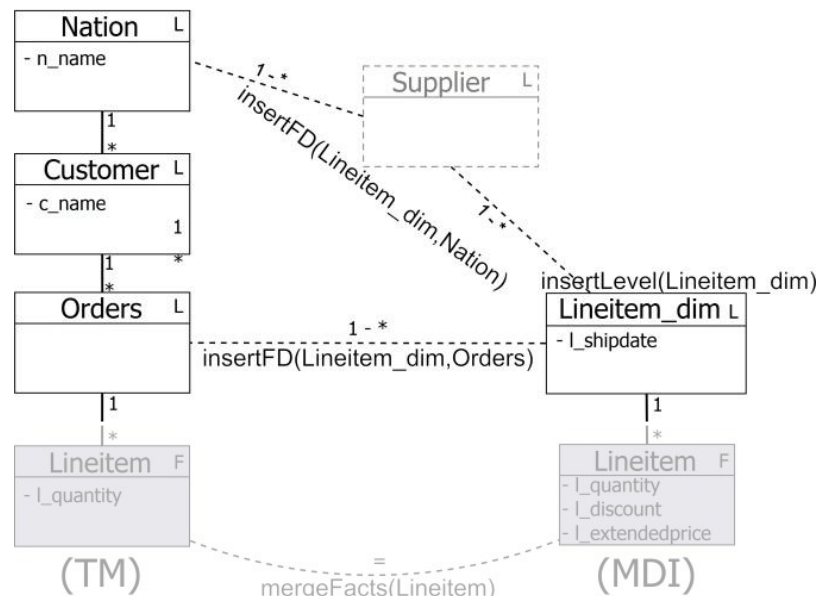 Nation L
- n_name
1
*
1 - *
Supplier L
insertFD(Lineitem_dim,Nation)
Customer L
- c_name
1
*
1
*
1 - *
insertLevel(Lineitem_dim)
Orders L
Lineitem_dim L
- l_shipdate
1 - *
insertFD(Lineitem_dim,Orders)
1
*
1
*
Lineitem F
- l_quantity
Lineitem F
- l_quantity
- l_discount
- l_extendedprice
(TM)
=
mergeFacts(Lineitem)
(MDI)